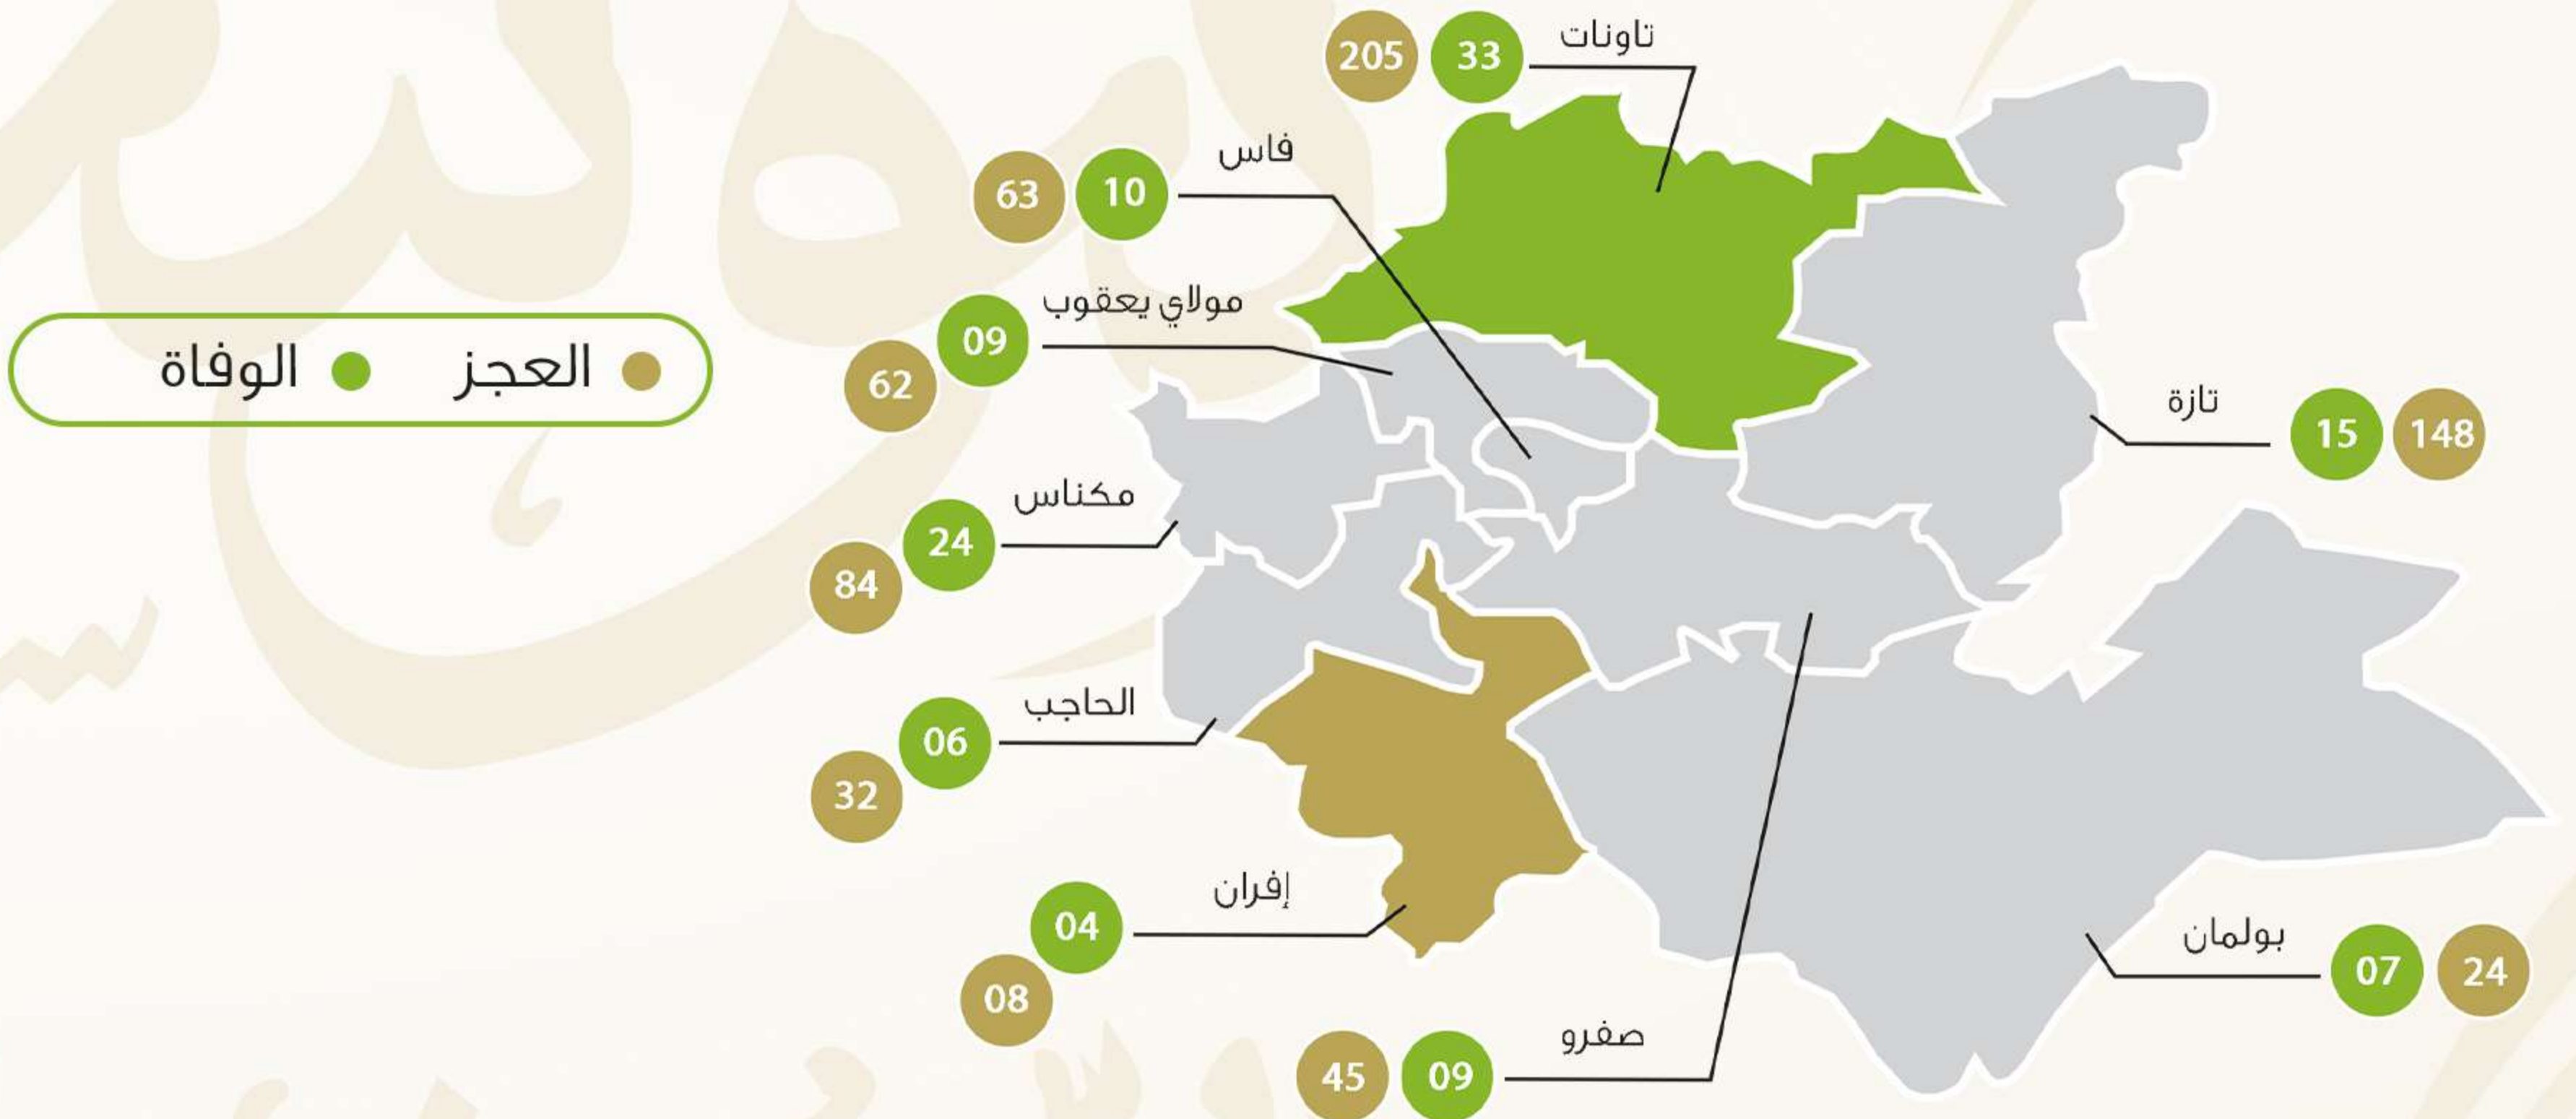 تاونات
33
205
فاس
10
63
مولاي يعقوب
09
62
العجز
الوفاة
تازة
15
148
مكناس
24
84
الحاجب
06
32
إفران
04
08
بولمان
07
24
صفرو
09
45